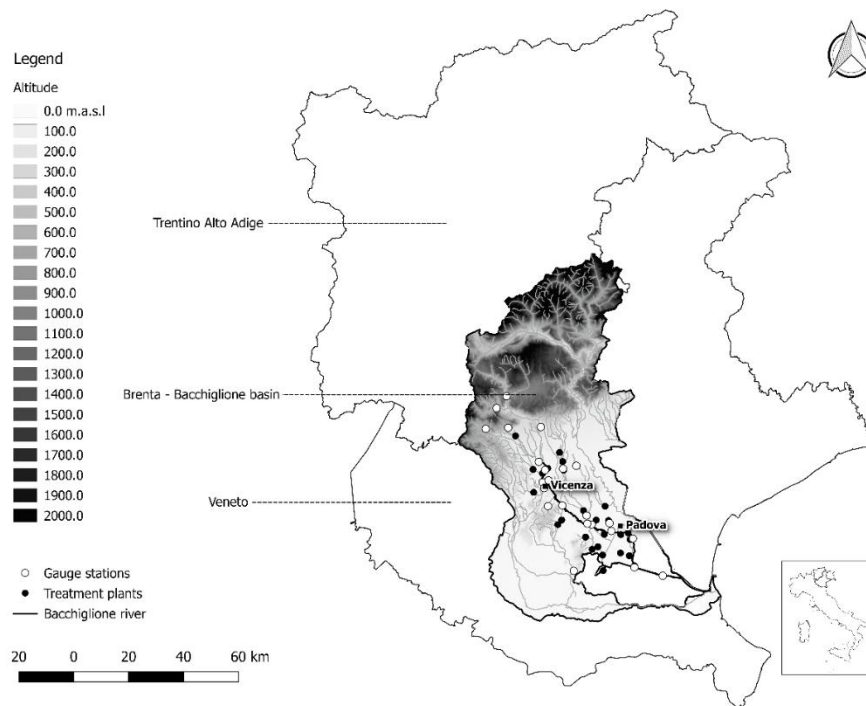 Legend
Altitude
0.0 m.a.s.l
100.0
200.0
300.0
400.0
500.0
600.0
700.0
800.0
900.0
1000.0
1100.0
1200.0
1300.0
1400.0
1500.0
1600.0
1700.0
1800.0
1900.0
2000.0
Gauge stations
Treatment plants
Bacchiglione river
20 0 20 40 60 km
Trentino Alto Adige
Brenta - Bacchiglione basin
Veneto
Vicenza
Padova